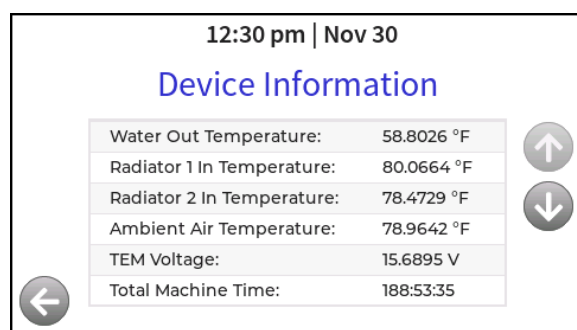 12:30 pm | Nov 30
Device Information
Water Out Temperature: 58.8026 °F
Radiator 1 In Temperature: 80.0664 °F
Radiator 2 In Temperature: 78.4729 °F
Ambient Air Temperature: 78.9642 °F
TEM Voltage: 15.6895 V
Total Machine Time: 188:53:35